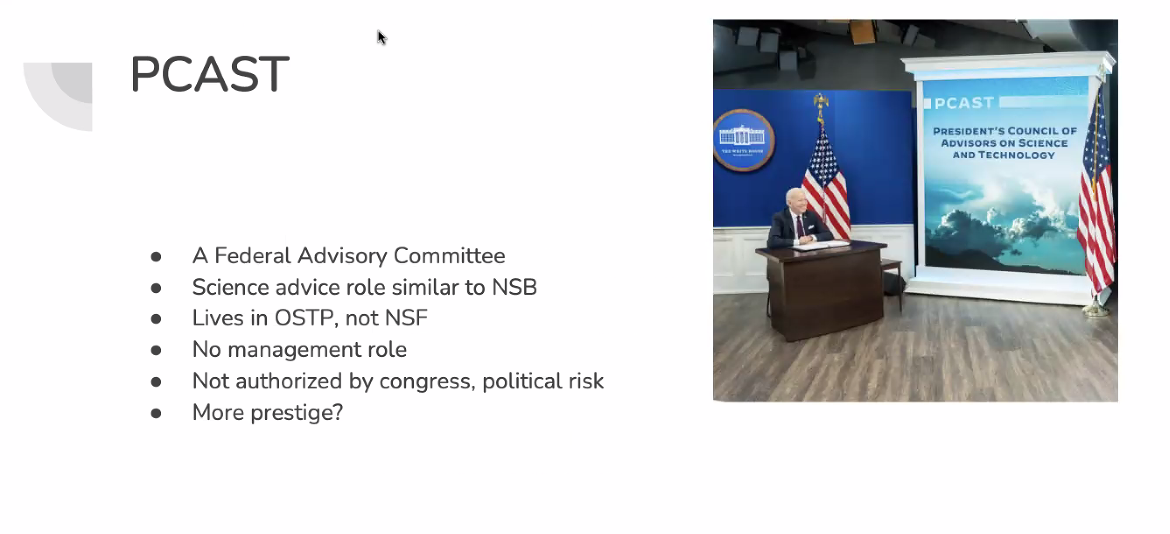 PCAST
A Federal Advisory Committee
Science advice role similar to NSB
Lives in OSTP, not NSF
No management role
Not authorized by congress, political risk
More prestige?
PCAST
PRESIDENT'S COUNCIL OF
ADVISORS ON SCIENCE
AND TECHNOLOGY
THE WHITE HOUSE